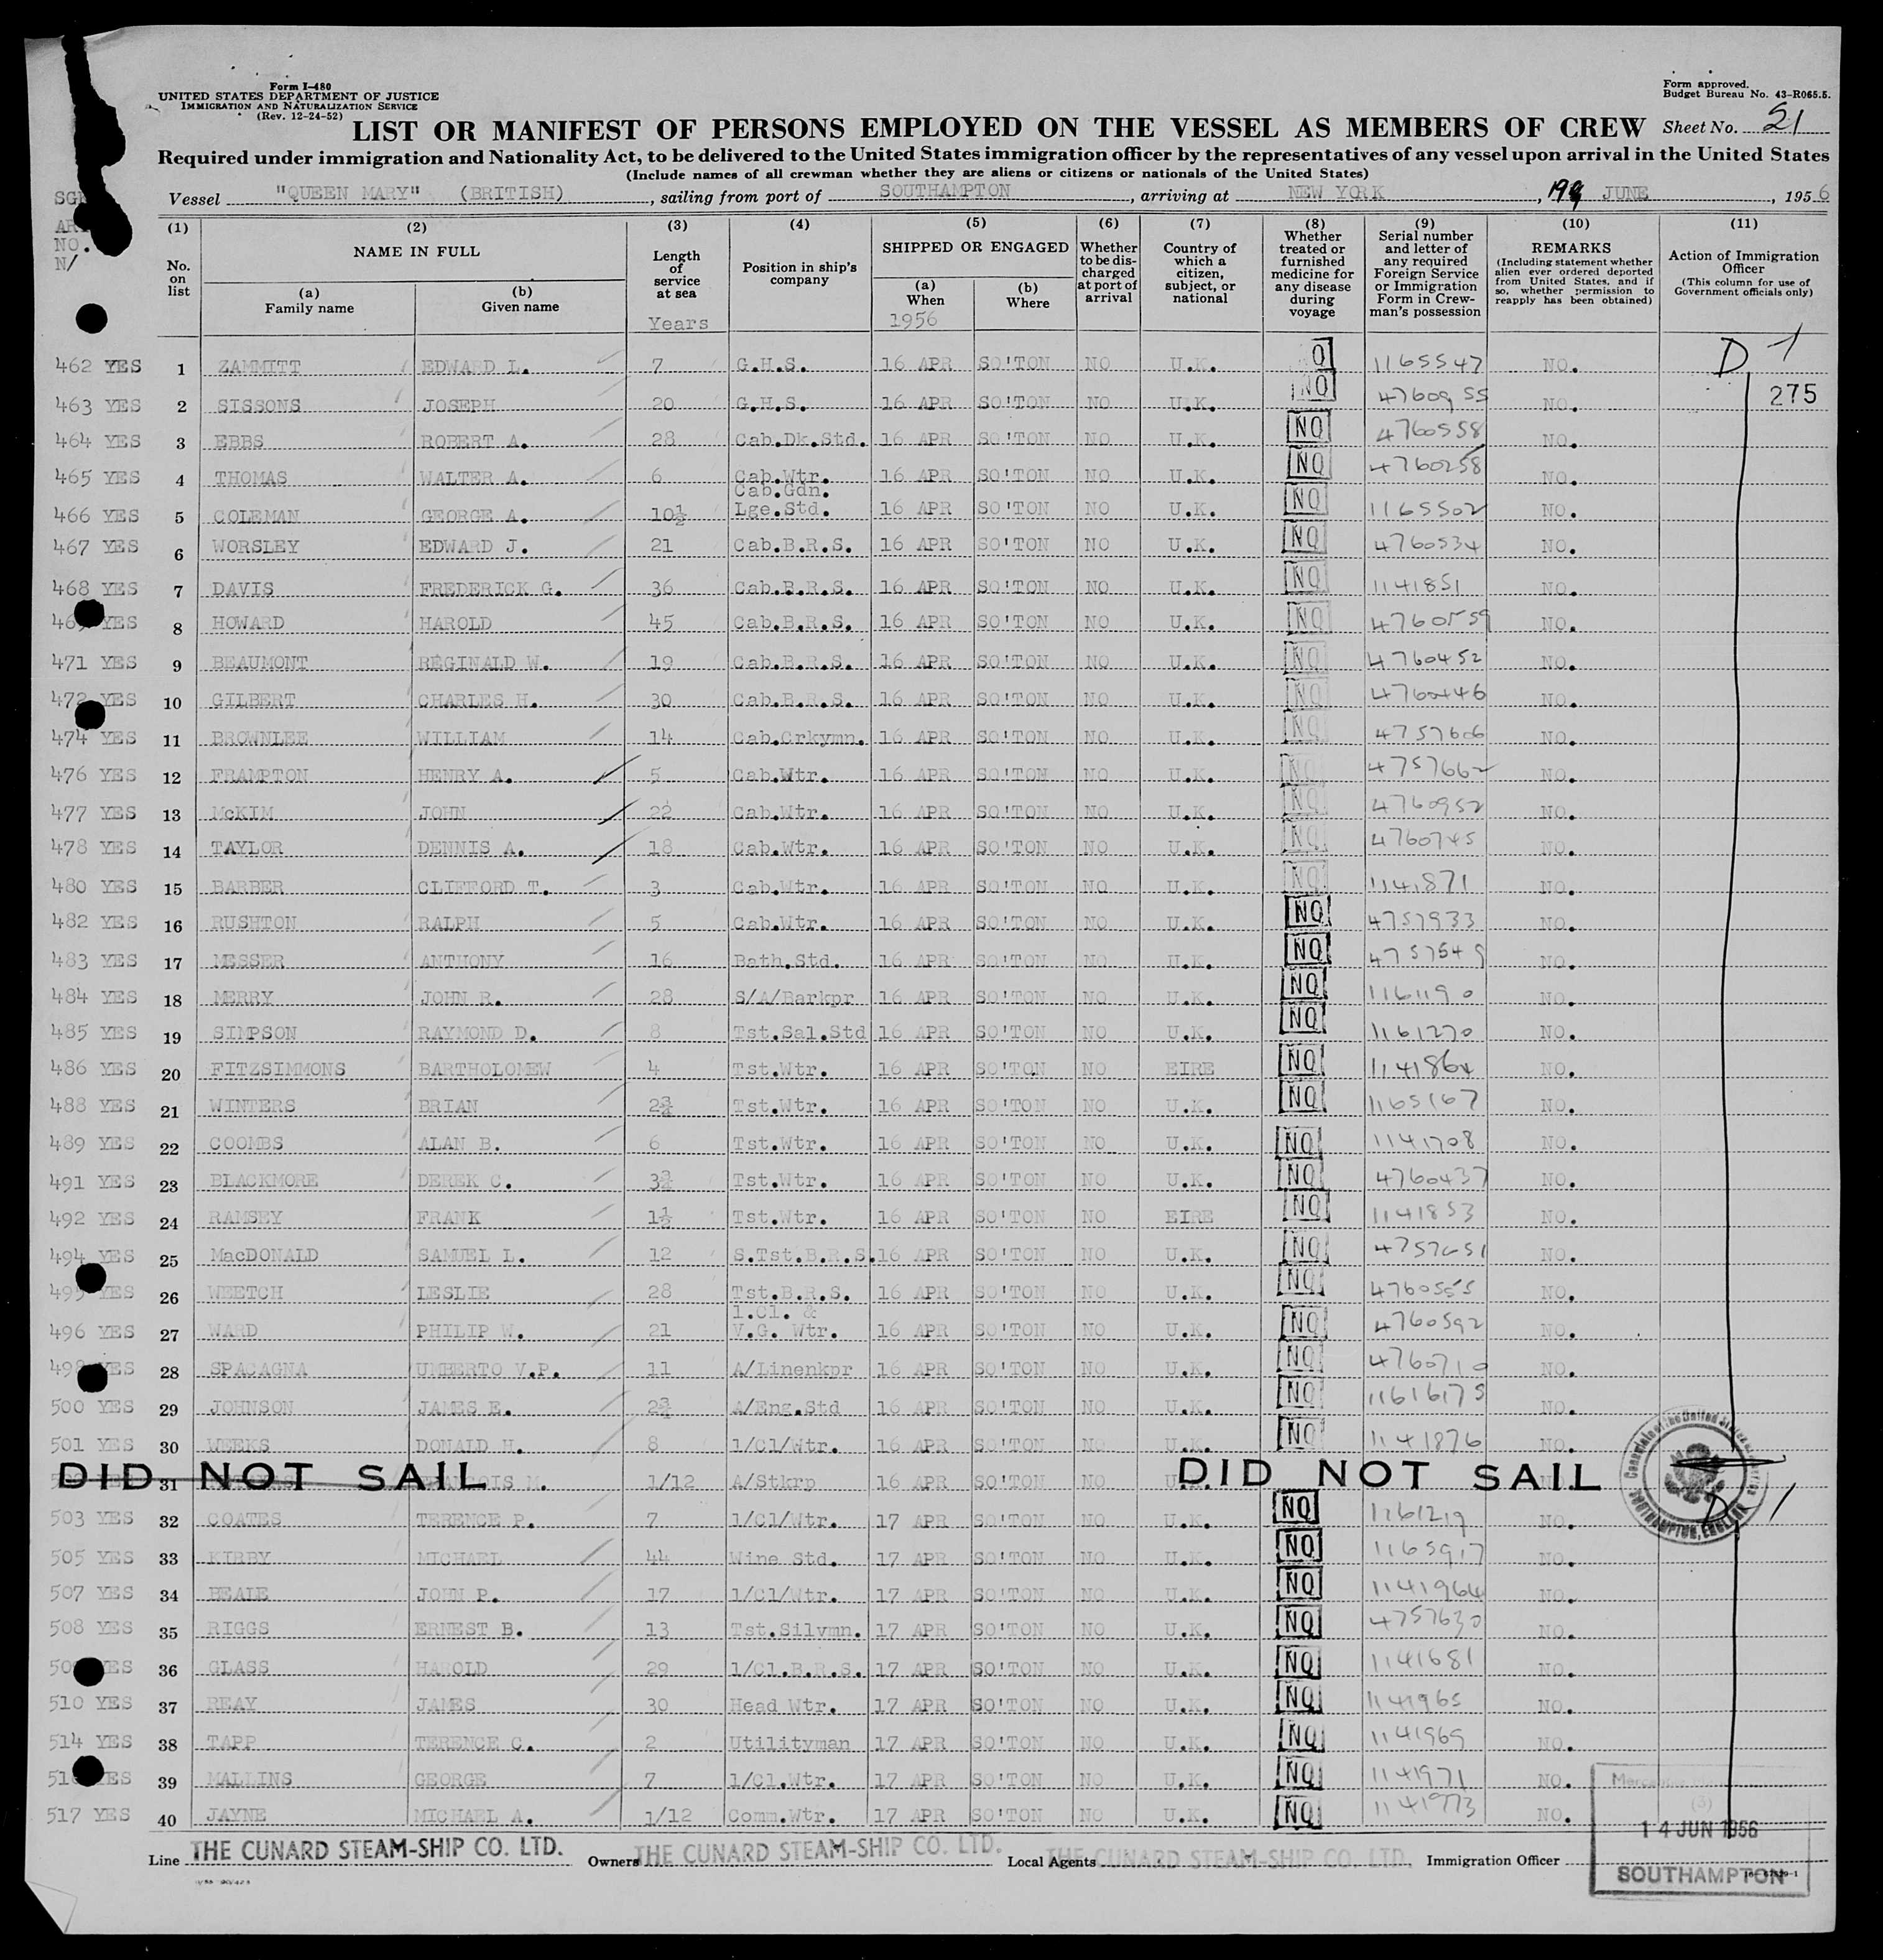 Form I-480
UNITED STATES DEPARTMENT OF JUSTICE
IMMIGRATION AND NATURALIZATION SERVICE
(Rev. 12-24-52)
Form approved.
Budget Bureau No. 43-R065.5.
LIST OR MANIFEST OF PERSONS EMPLOYED ON THE VESSEL AS MEMBERS OF CREW Sheet No. 21
Required under immigration and Nationality Act, to be delivered to the United States immigration officer by the representatives of any vessel upon arrival in the United States
(Include names of all crewman whether they are aliens or citizens or nationals of the United States)
Vessel "QUEEN MARY" (BRITISH), sailing from port of SOUTHAMPTON, arriving at NEW YORK, JUNE, 1956
NO.
N/
(1) No. on list
(2) NAME IN FULL
(a) Family name
(b) Given name
(3) Length of service at sea
Years
(4) Position in ship's company
(5) SHIPPED OR ENGAGED
(a) When
1956
(b) Where
(6) Whether to be discharged at port of arrival
(7) Country of which a citizen, subject, or national
(8) Whether treated or furnished medicine for any disease during voyage
(9) Serial number and letter of any required Foreign Service or Immigration Form in Crewman's possession
(10) REMARKS
(Including statement whether alien ever ordered deported from United States, and if so, whether permission to reapply has been obtained)
(11) Action of Immigration Officer
(This column for use of Government officials only)
462 YES 1 ZAMMITT EDWARD L. 7 G.H.S. 16 APR SO'TON NO U.K. 1165547 NO. D 1
463 YES 2 SISSONS JOSEPH 20 G.H.S. 16 APR SO'TON NO U.K. NO 4760955 NO. 275
464 YES 3 EBBS ROBERT A. 28 Cab.Dk.Std. 16 APR SO'TON NO U.K. NO 4760558 NO.
465 YES 4 THOMAS WALTER A. 6 Cab.Wtr. 16 APR SO'TON NO U.K. NO 4760258 NO.
466 YES 5 COLEMAN GEORGE A. 10½ Cab.Gdn. Lge.Std. 16 APR SO'TON NO U.K. NO 1165502 NO.
467 YES 6 WORSLEY EDWARD J. 21 Cab.B.R.S. 16 APR SO'TON NO U.K. NO 4760534 NO.
468 YES 7 DAVIS FREDERICK G. 36 Cab.B.R.S. 16 APR SO'TON NO U.K. NO 1141851 NO.
YES 8 HOWARD HAROLD 45 Cab.B.R.S. 16 APR SO'TON NO U.K. NO 4760559 NO.
471 YES 9 BEAUMONT REGINALD W. 19 Cab.B.R.S. 16 APR SO'TON NO U.K. NO 4760452 NO.
472 YES 10 GILBERT CHARLES H. 30 Cab.B.R.S. 16 APR SO'TON NO U.K. NO 4760446 NO.
474 YES 11 BROWNLEE WILLIAM 14 Cab.Crkymn. 16 APR SO'TON NO U.K. NO 4757606 NO.
476 YES 12 FRAMPTON HENRY A. 5 Cab.Wtr. 16 APR SO'TON NO U.K. NO 4757662 NO.
477 YES 13 McKIM JOHN 22 Cab.Wtr. 16 APR SO'TON NO U.K. NO 4760952 NO.
478 YES 14 TAYLOR DENNIS A. 18 Cab.Wtr. 16 APR SO'TON NO U.K. NO 4760745 NO.
480 YES 15 BARBER CLIFFORD T. 3 Cab.Wtr. 16 APR SO'TON NO U.K. NO 1141871 NO.
482 YES 16 RUSHTON RALPH 5 Cab.Wtr. 16 APR SO'TON NO U.K. NO 4757933 NO.
483 YES 17 MESSER ANTHONY 16 Bath.Std. 16 APR SO'TON NO U.K. NO 4757549 NO.
484 YES 18 MERRY JOHN R. 28 S/A/Barkpr 16 APR SO'TON NO U.K. NO 1161190 NO.
485 YES 19 SIMPSON RAYMOND D. 8 Tst.Sal.Std 16 APR SO'TON NO U.K. NO 1161270 NO.
486 YES 20 FITZSIMMONS BARTHOLOMEW 4 Tst.Wtr. 16 APR SO'TON NO EIRE NO 1141864 NO.
488 YES 21 WINTERS BRIAN 2¾ Tst.Wtr. 16 APR SO'TON NO U.K. NO 1165167 NO.
489 YES 22 COOMBS ALAN B. 6 Tst.Wtr. 16 APR SO'TON NO U.K. NO 1141708 NO.
491 YES 23 BLACKMORE DEREK C. Tst.Wtr. 16 APR SO'TON NO U.K. NO 4760437 NO.
492 YES 24 RAMSEY FRANK 1½ Tst.Wtr. 16 APR SO'TON NO EIRE NO 1141853 NO.
494 YES 25 MacDONALD SAMUEL L. 12 S.Tst.B.R.S. 16 APR SO'TON NO U.K. NO 4757651 NO.
495 YES 26 WEETCH LESLIE 28 Tst.B.R.S. 16 APR SO'TON NO U.K. NO 4760555 NO.
496 YES 27 WARD PHILIP W. 21 1.Cl. & V.G. Wtr. 16 APR SO'TON NO U.K. NO 4760592 NO.
YES 28 SPACAGNA UMBERTO V.P. 11 A/Linenkpr 16 APR SO'TON NO U.K. NO 4760710 NO.
500 YES 29 JOHNSON JAMES E. 2¾ A/Eng.Std 16 APR SO'TON NO U.K. NO 1161617S NO.
501 YES 30 WEEKS DONALD H. 8 1/Cl/Wtr. 16 APR SO'TON NO U.K. NO 1141876 NO.
DID NOT SAIL 31 M. 1/12 A/Stkrp 16 APR SO'TON NO DID NOT SAIL
503 YES 32 COATES TERENCE P. 7 1/Cl/Wtr. 17 APR SO'TON NO U.K. NO 1161219 NO. D 1
505 YES 33 KIRBY MICHAEL 44 Wine Std. 17 APR SO'TON NO U.K. NO 1165917 NO.
507 YES 34 BEALE JOHN P. 17 1/Cl/Wtr. 17 APR SO'TON NO U.K. NO 1141964 NO.
508 YES 35 RIGGS ERNEST B. 13 Tst.Silvmn. 17 APR SO'TON NO U.K. NO 4757630 NO.
YES 36 GLASS HAROLD 29 1/Cl.B.R.S. 17 APR SO'TON NO U.K. NO 1141681 NO.
510 YES 37 REAY JAMES 30 Head Wtr. 17 APR SO'TON NO U.K. NO 1141965 NO.
514 YES 38 TAPP TERENCE C. 2 Utilityman 17 APR SO'TON NO U.K. NO 1141969 NO.
YES 39 MALLINS GEORGE 7 1/Cl.Wtr. 17 APR SO'TON NO U.K. NO 1141971 NO.
517 YES 40 JAYNE MICHAEL A. 1/12 Comm.Wtr. 17 APR SO'TON NO U.K. NO 1141973 NO.
SOUTHAMPTON, ENGLAND
14 JUN 1956
SOUTHAMPTON
Line THE CUNARD STEAM-SHIP CO. LTD. Owners THE CUNARD STEAM-SHIP CO. LTD. Local Agents THE CUNARD STEAM-SHIP CO. LTD. Immigration Officer